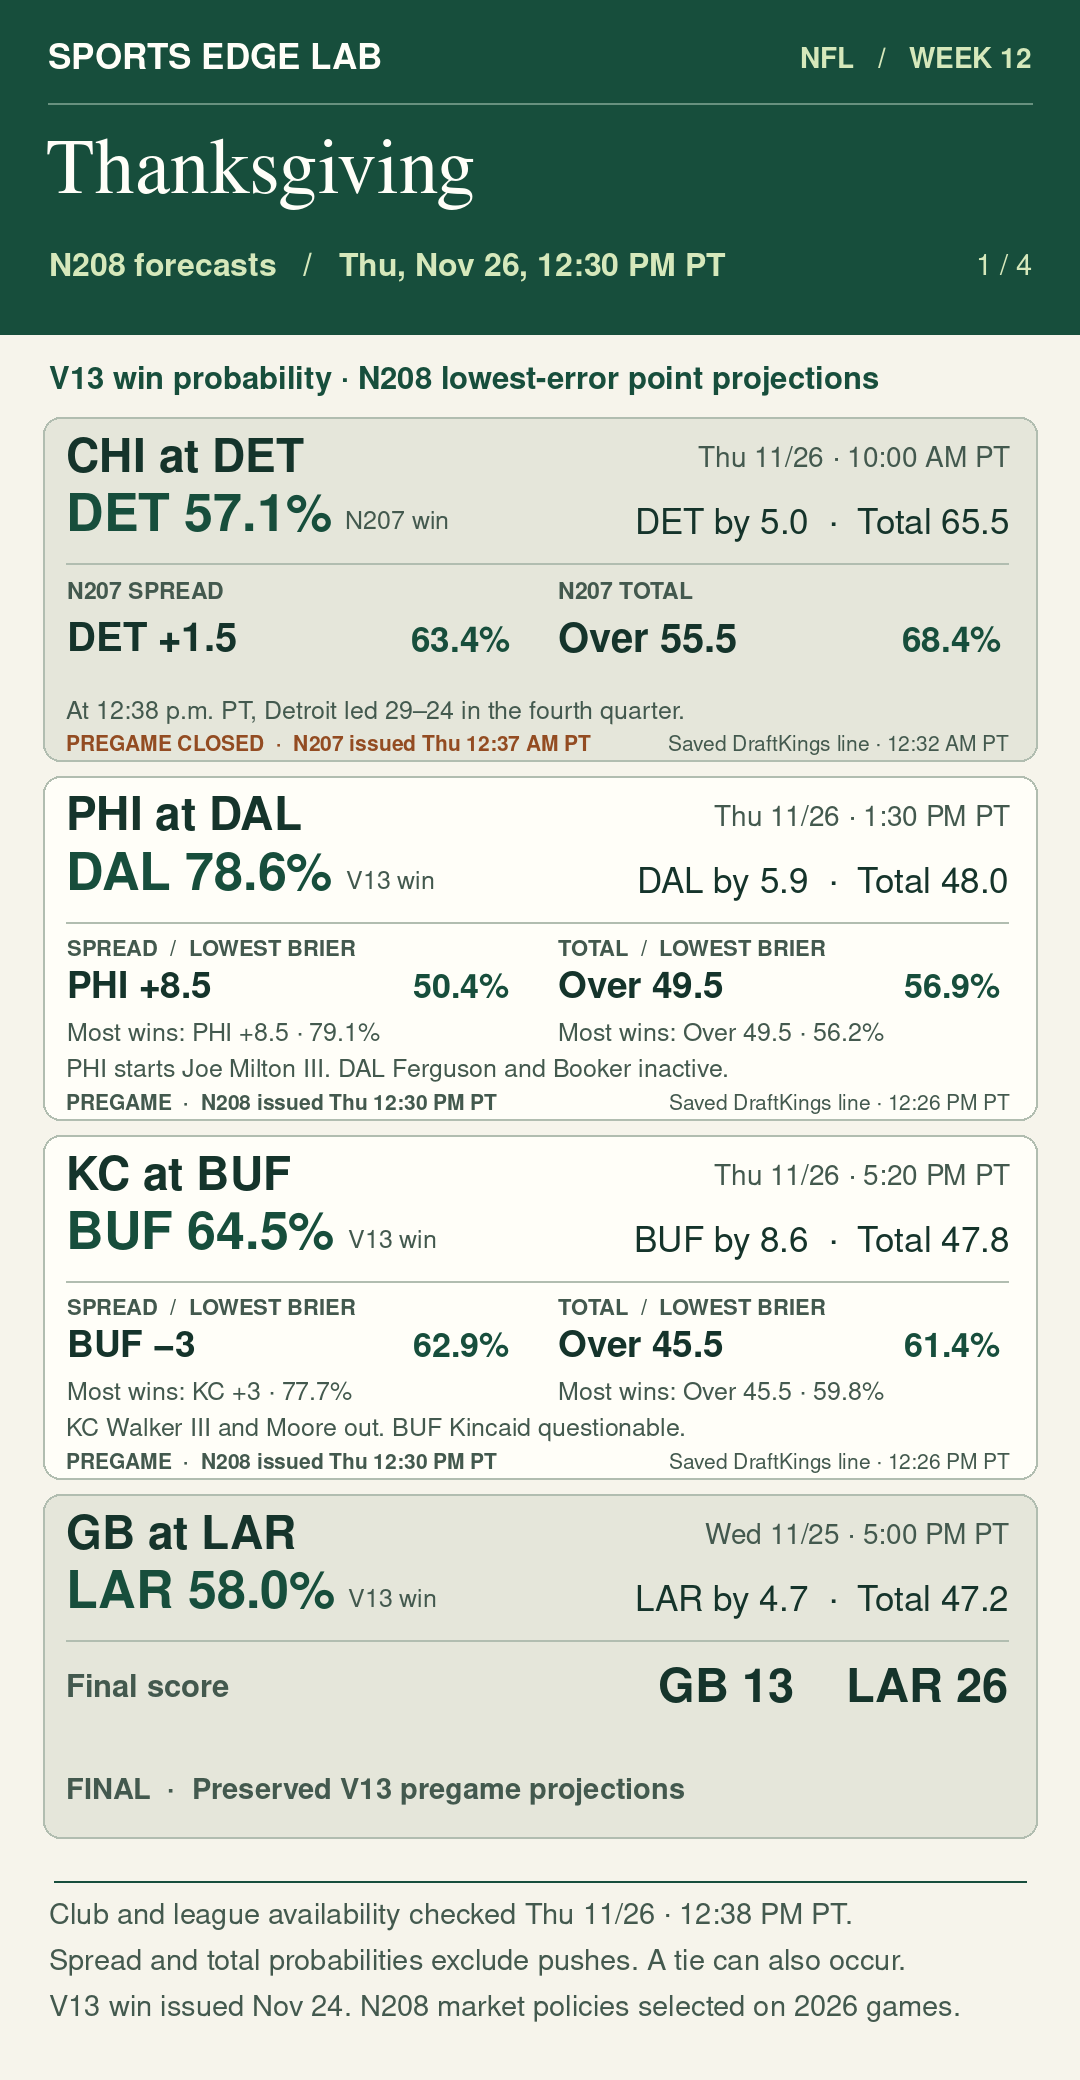 SPORTS EDGE LAB
NFL / WEEK 12
Thanksgiving
N208 forecasts / Thu, Nov 26, 12:30 PM PT
1 / 4
V13 win probability · N208 lowest-error point projections
CHI at DET
Thu 11/26 · 10:00 AM PT
DET 57.1% N207 win
DET by 5.0 · Total 65.5
N207 SPREAD
DET +1.5 63.4%
N207 TOTAL
Over 55.5 68.4%
At 12:38 p.m. PT, Detroit led 29–24 in the fourth quarter.
PREGAME CLOSED · N207 issued Thu 12:37 AM PT
Saved DraftKings line · 12:32 AM PT
PHI at DAL
Thu 11/26 · 1:30 PM PT
DAL 78.6% V13 win
DAL by 5.9 · Total 48.0
SPREAD / LOWEST BRIER
PHI +8.5 50.4%
Most wins: PHI +8.5 · 79.1%
TOTAL / LOWEST BRIER
Over 49.5 56.9%
Most wins: Over 49.5 · 56.2%
PHI starts Joe Milton III. DAL Ferguson and Booker inactive.
PREGAME · N208 issued Thu 12:30 PM PT
Saved DraftKings line · 12:26 PM PT
KC at BUF
Thu 11/26 · 5:20 PM PT
BUF 64.5% V13 win
BUF by 8.6 · Total 47.8
SPREAD / LOWEST BRIER
BUF −3 62.9%
Most wins: KC +3 · 77.7%
TOTAL / LOWEST BRIER
Over 45.5 61.4%
Most wins: Over 45.5 · 59.8%
KC Walker III and Moore out. BUF Kincaid questionable.
PREGAME · N208 issued Thu 12:30 PM PT
Saved DraftKings line · 12:26 PM PT
GB at LAR
Wed 11/25 · 5:00 PM PT
LAR 58.0% V13 win
LAR by 4.7 · Total 47.2
Final score
GB 13 LAR 26
FINAL · Preserved V13 pregame projections
Club and league availability checked Thu 11/26 · 12:38 PM PT.
Spread and total probabilities exclude pushes. A tie can also occur.
V13 win issued Nov 24. N208 market policies selected on 2026 games.